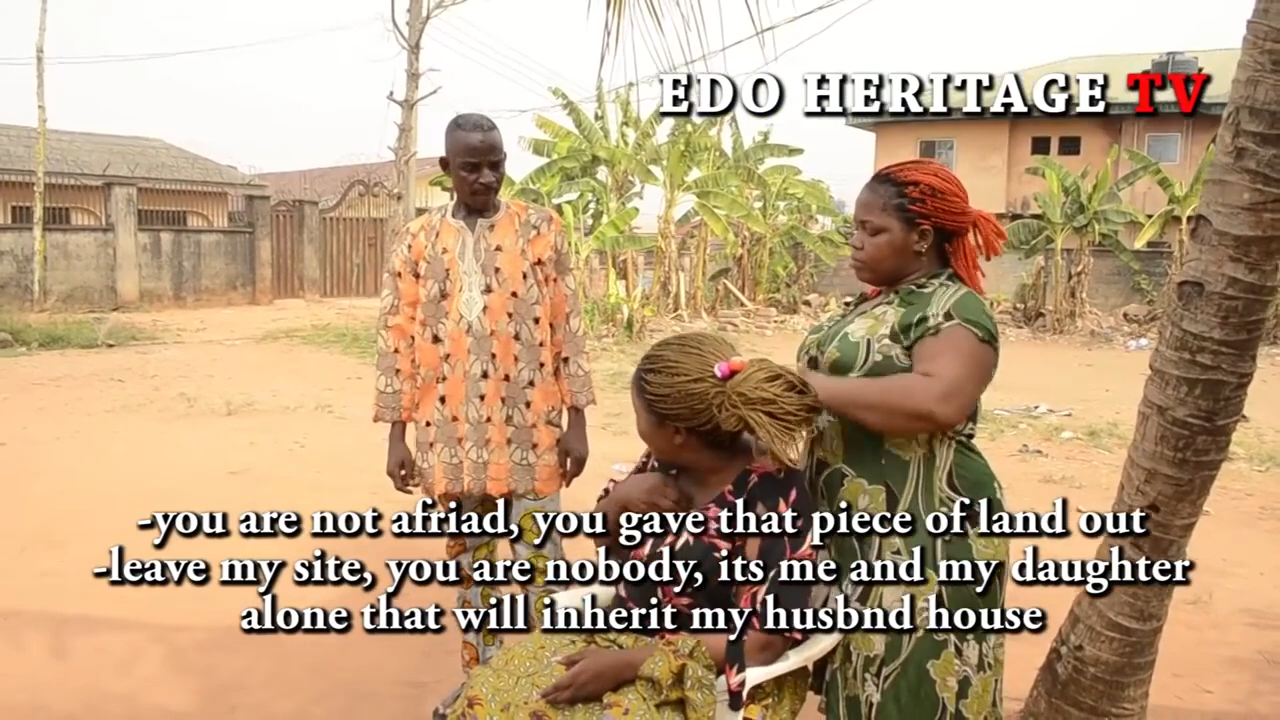 EDO HERITAGE TV
-you are not afriad, you gave that piece of land out
-leave my site, you are nobody, its me and my daughter
alone that will inherit my husbnd house